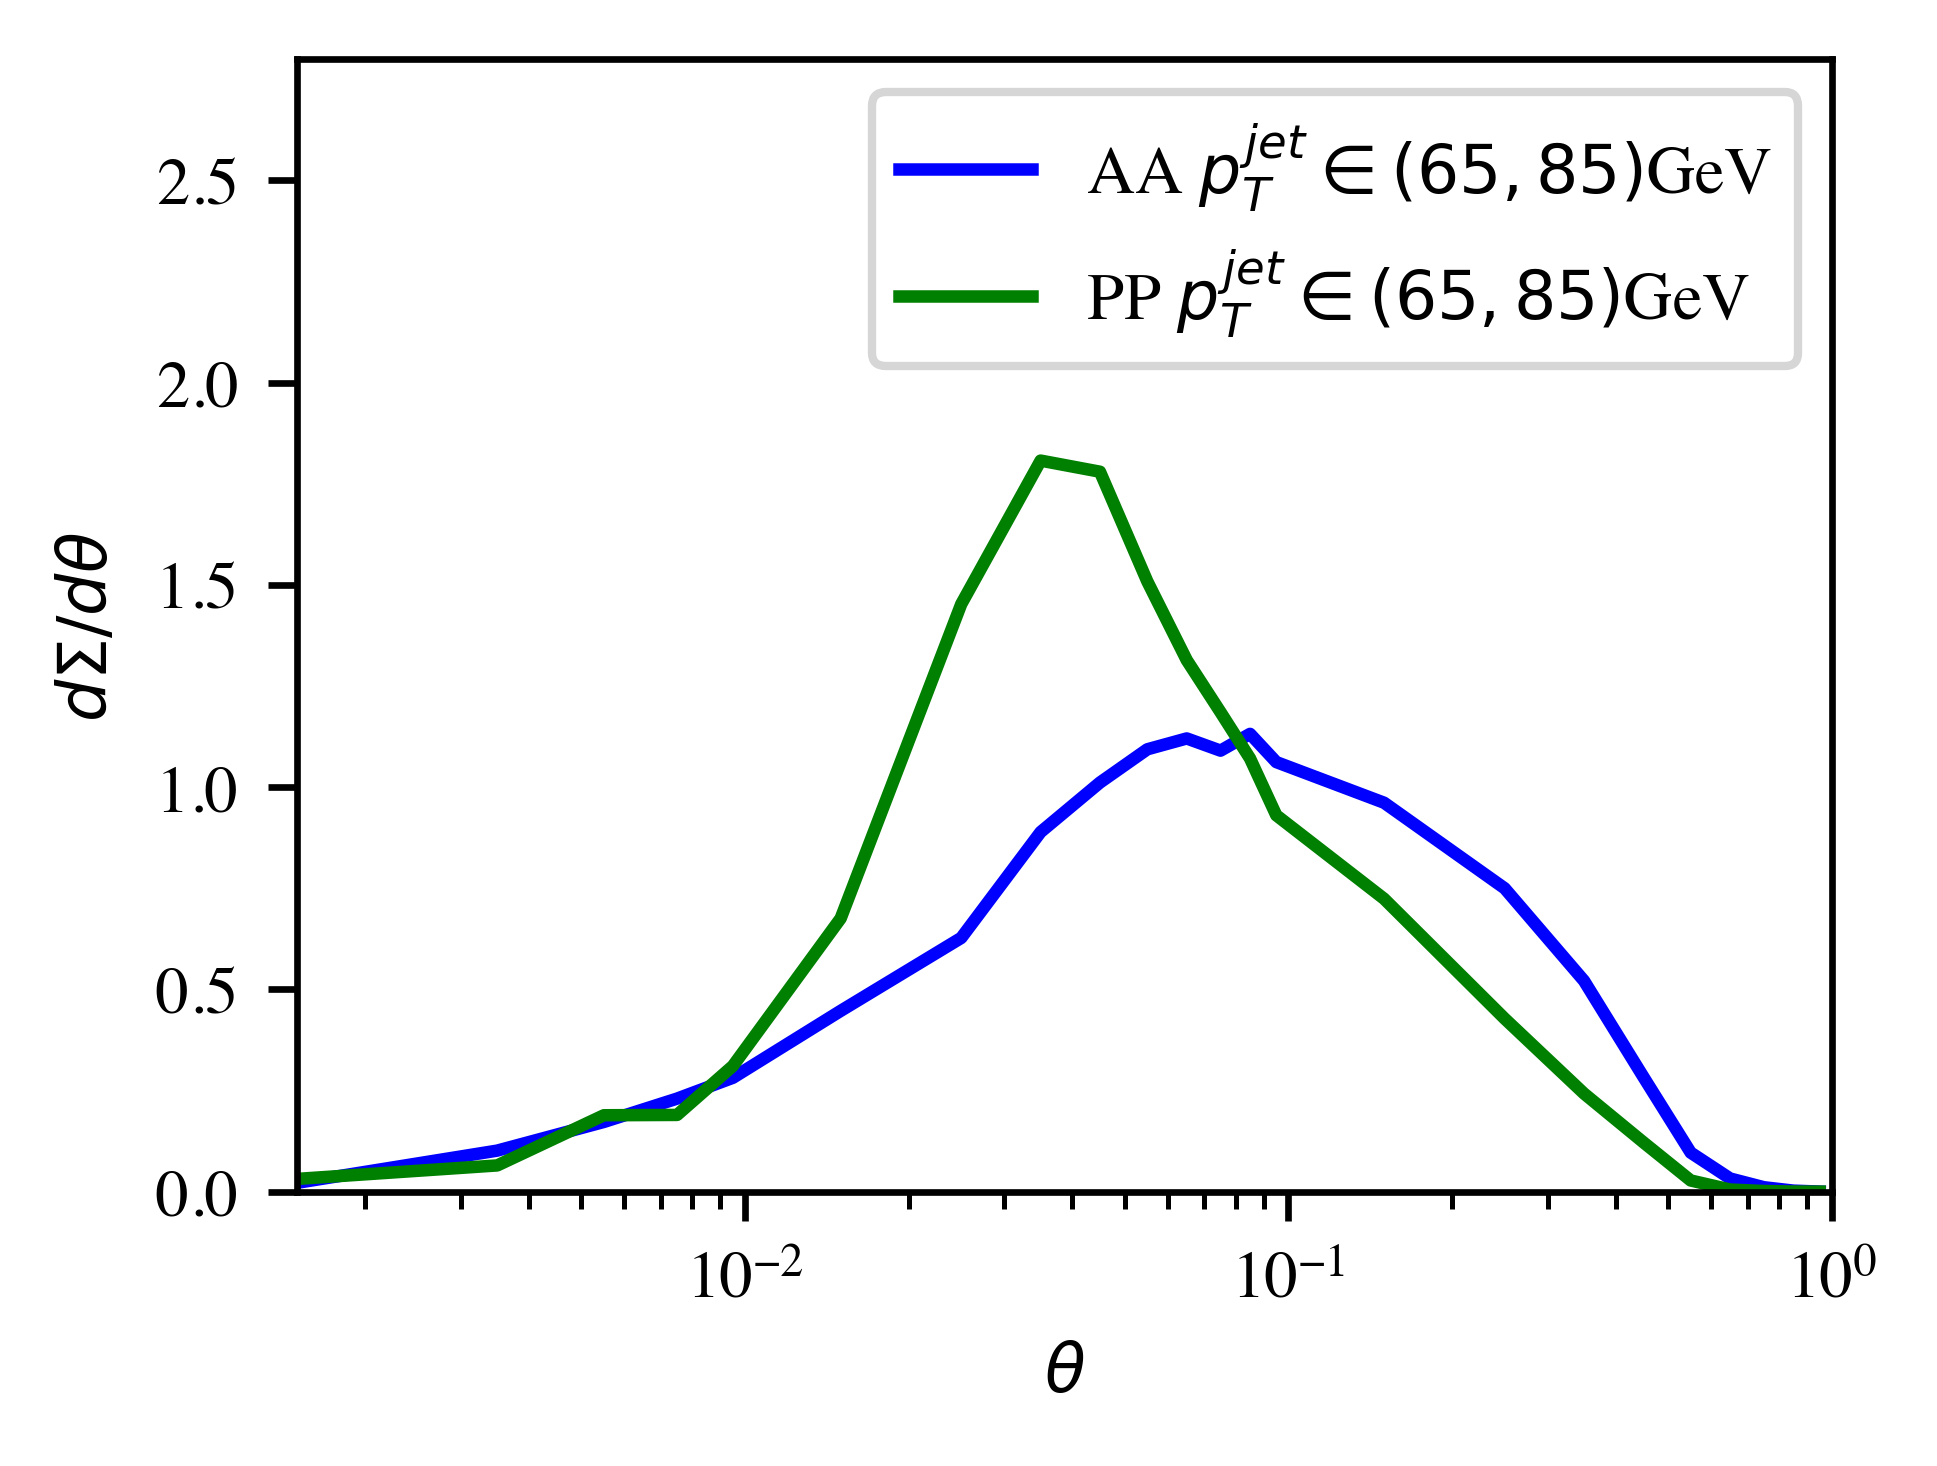 AA $p_T^{jet} \in (65, 85)$GeV
PP $p_T^{jet} \in (65, 85)$GeV
2.5
2.0
1.5
1.0
0.5
0.0
$d\Sigma/d\theta$
$10^{-2}$ $10^{-1}$ $10^{0}$
$\theta$